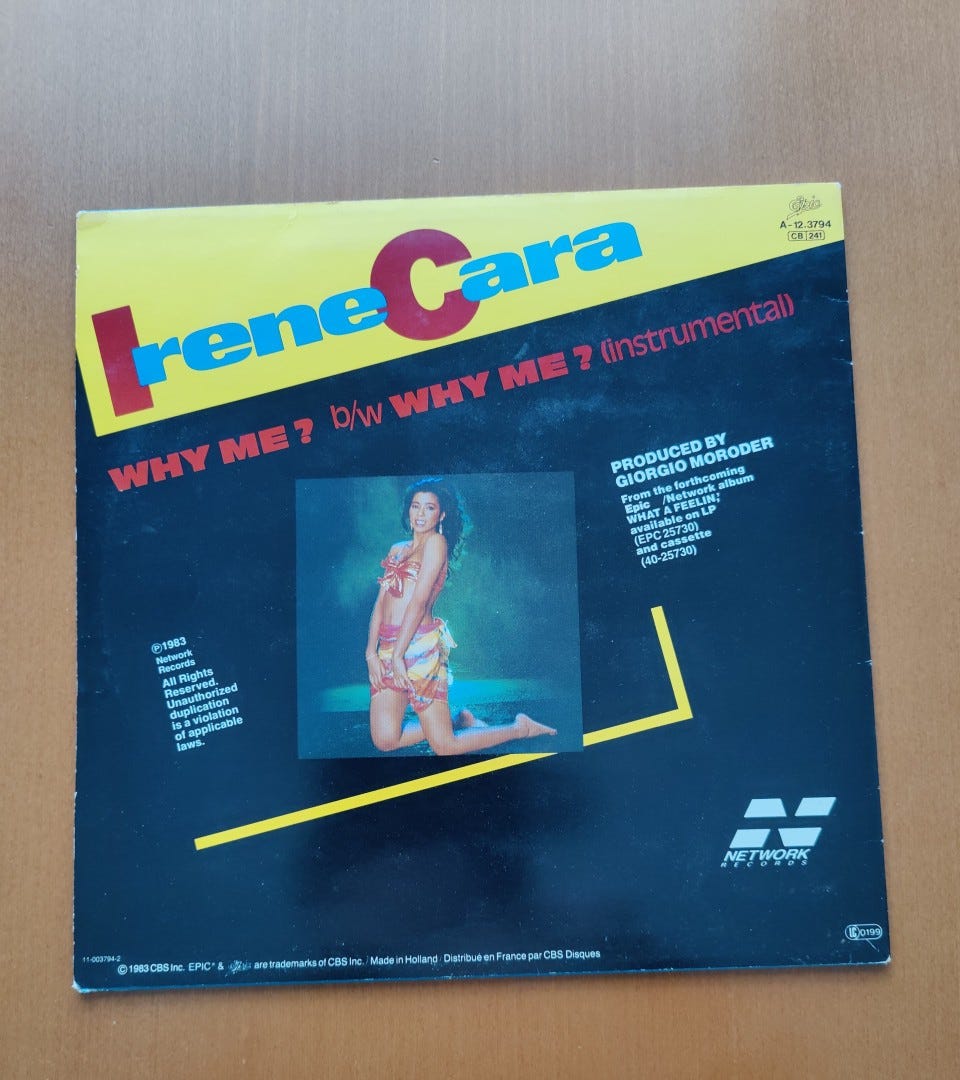 Epic
A-12.3794
CB 241
Irene Cara
WHY ME? b/w WHY ME? (instrumental)
PRODUCED BY
GIORGIO MORODER
From the forthcoming
Epic /Network album
WHAT A FEELIN',
available on LP
(EPC 25730)
and cassette
(40-25730)
℗1983
Network
Records
All Rights
Reserved.
Unauthorized
duplication
is a violation
of applicable
laws.
NETWORK
RECORDS
LC 0199
11-003794-2
© 1983 CBS Inc. EPIC® & Epic are trademarks of CBS Inc. / Made in Holland / Distribué en France par CBS Disques